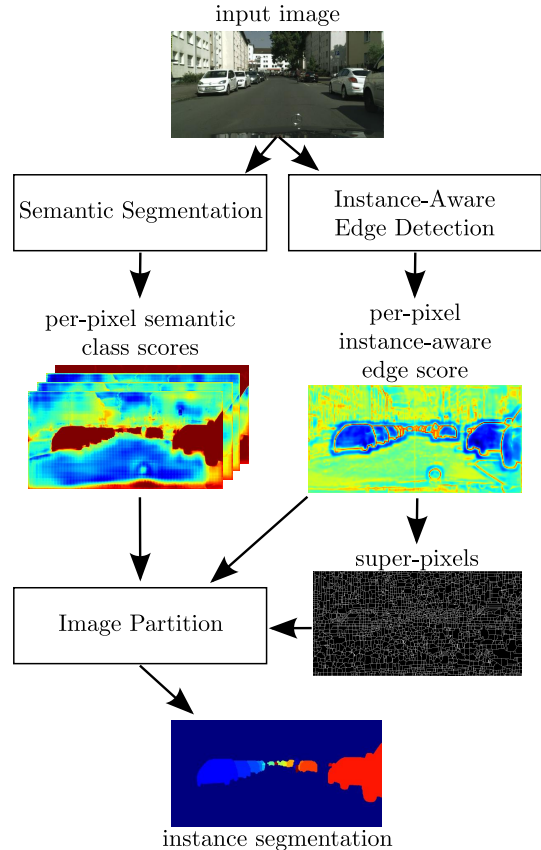 input image
Semantic Segmentation
Instance-Aware
Edge Detection
per-pixel semantic
class scores
per-pixel
instance-aware
edge score
super-pixels
Image Partition
instance segmentation